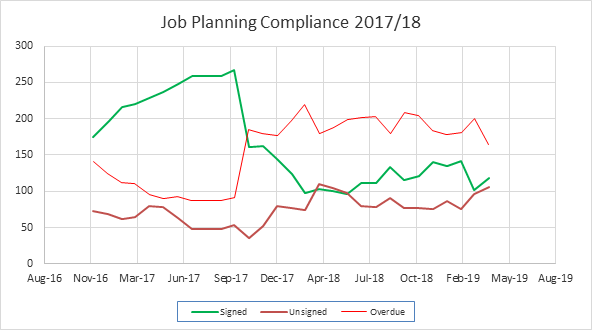 Job Planning Compliance 2017/18
300
250
200
150
100
50
0
Aug-16 Nov-16 Mar-17 Jun-17 Sep-17 Dec-17 Apr-18 Jul-18 Oct-18 Feb-19 May-19 Aug-19
Signed Unsigned Overdue